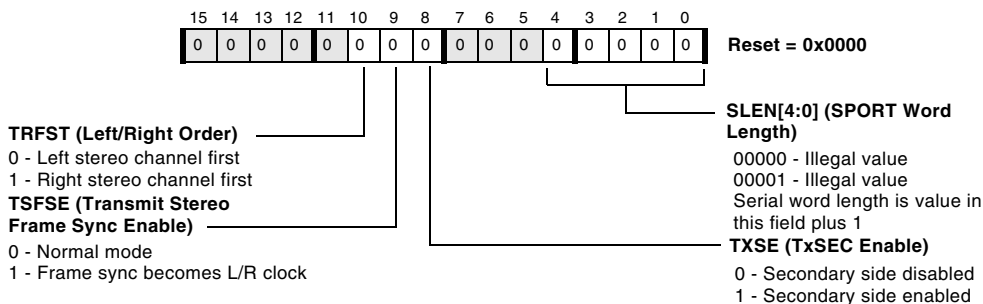 15 14 13 12 11 10 9 8 7 6 5 4 3 2 1 0
0 0 0 0 0 0 0 0 0 0 0 0 0 0 0 0
Reset = 0x0000
TRFST (Left/Right Order)
0 - Left stereo channel first
1 - Right stereo channel first
TSFSE (Transmit Stereo
Frame Sync Enable)
0 - Normal mode
1 - Frame sync becomes L/R clock
SLEN[4:0] (SPORT Word
Length)
00000 - Illegal value
00001 - Illegal value
Serial word length is value in
this field plus 1
TXSE (TxSEC Enable)
0 - Secondary side disabled
1 - Secondary side enabled